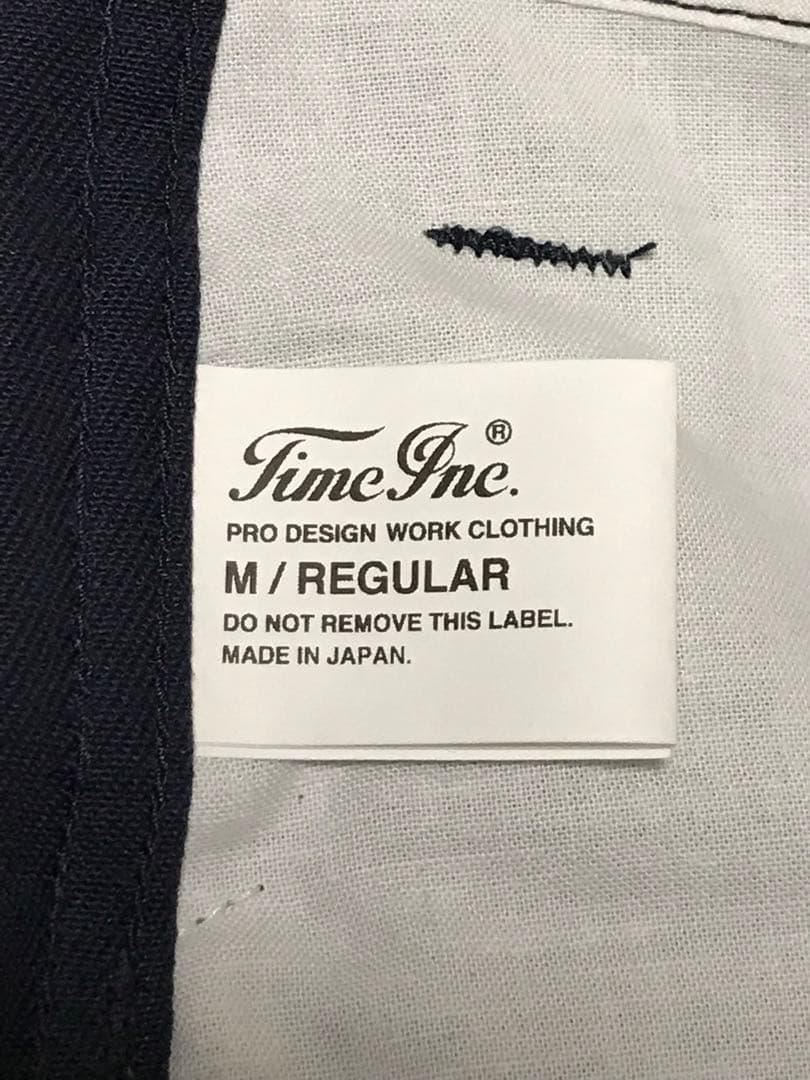 Time Inc.®
PRO DESIGN WORK CLOTHING
M / REGULAR
DO NOT REMOVE THIS LABEL.
MADE IN JAPAN.